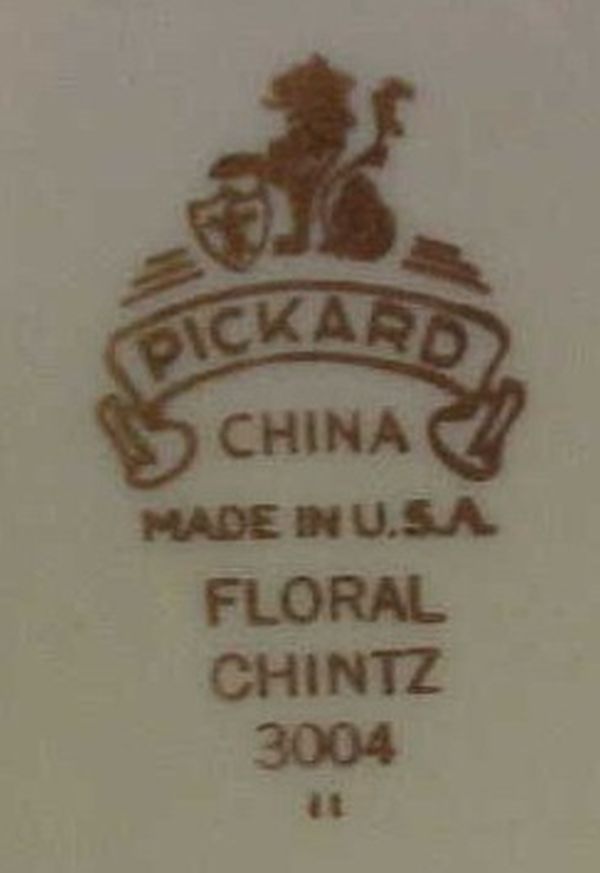 PICKARD
CHINA
MADE IN U.S.A.
FLORAL
CHINTZ
3004